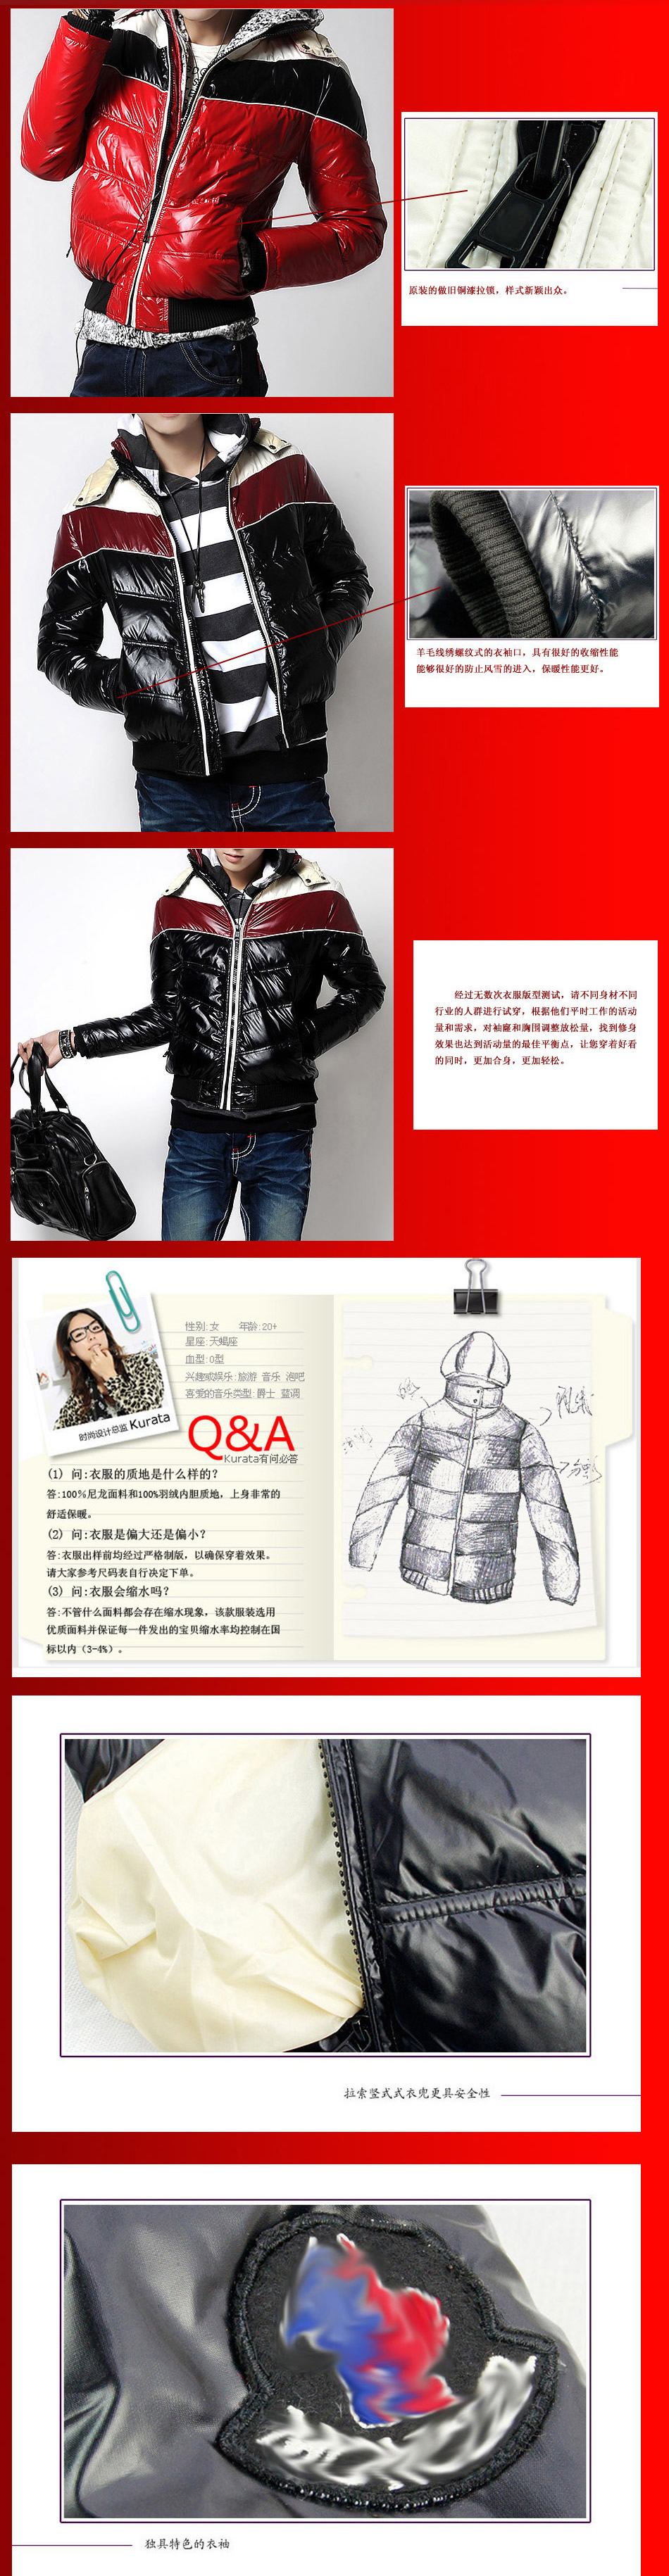 原装的做旧铜漆拉锁，样式新颖出众。
羊毛线绣螺纹式的衣袖口，具有很好的收缩性能
能够很好的防止风雪的进入，保暖性能更好。
经过无数次衣服版型测试，请不同身材不同
行业的人群进行试穿，根据他们平时工作的活动
量和需求，对袖窿和胸围调整放松量，找到修身
效果也达到活动量的最佳平衡点，让您穿着好看
的同时，更加合身，更加轻松。
性别:女 年龄:20+
星座:天蝎座
血型:O型
兴趣或娱乐:旅游 音乐 泡吧
喜爱的音乐类型:爵士 蓝调
时尚设计总监 Kurata
Q&A
Kurata有问必答
(1) 问:衣服的质地是什么样的?
答:100%尼龙面料和100%羽绒内胆质地，上身非常的
舒适保暖。
(2) 问:衣服是偏大还是偏小?
答:衣服出样前均经过严格制版，以确保穿着效果。
请大家参考尺码表自行决定下单。
(3) 问:衣服会缩水吗?
答:不管什么面料都会存在缩水现象，该款服装选用
优质面料并保证每一件发出的宝贝缩水率均控制在国
标以内（3-4%）。
拉索竖式式衣兜更具安全性
独具特色的衣袖